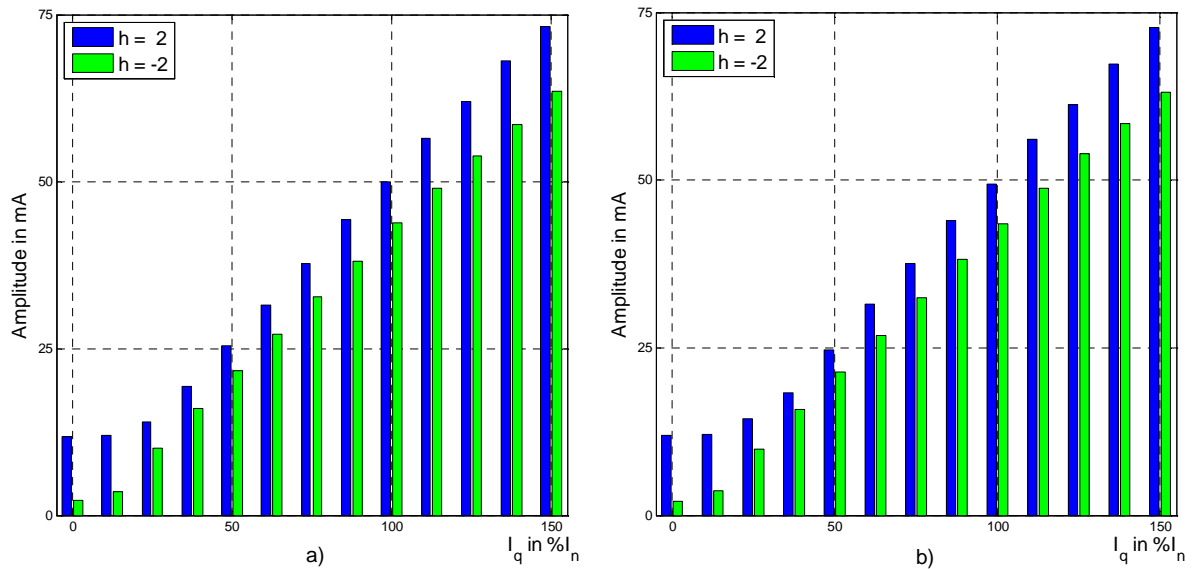 75
h = 2
h = -2
50
25
0
Amplitude in mA
0
50
100
150
I_q in %I_n
a)
75
h = 2
h = -2
50
25
0
Amplitude in mA
0
50
100
150
I_q in %I_n
b)